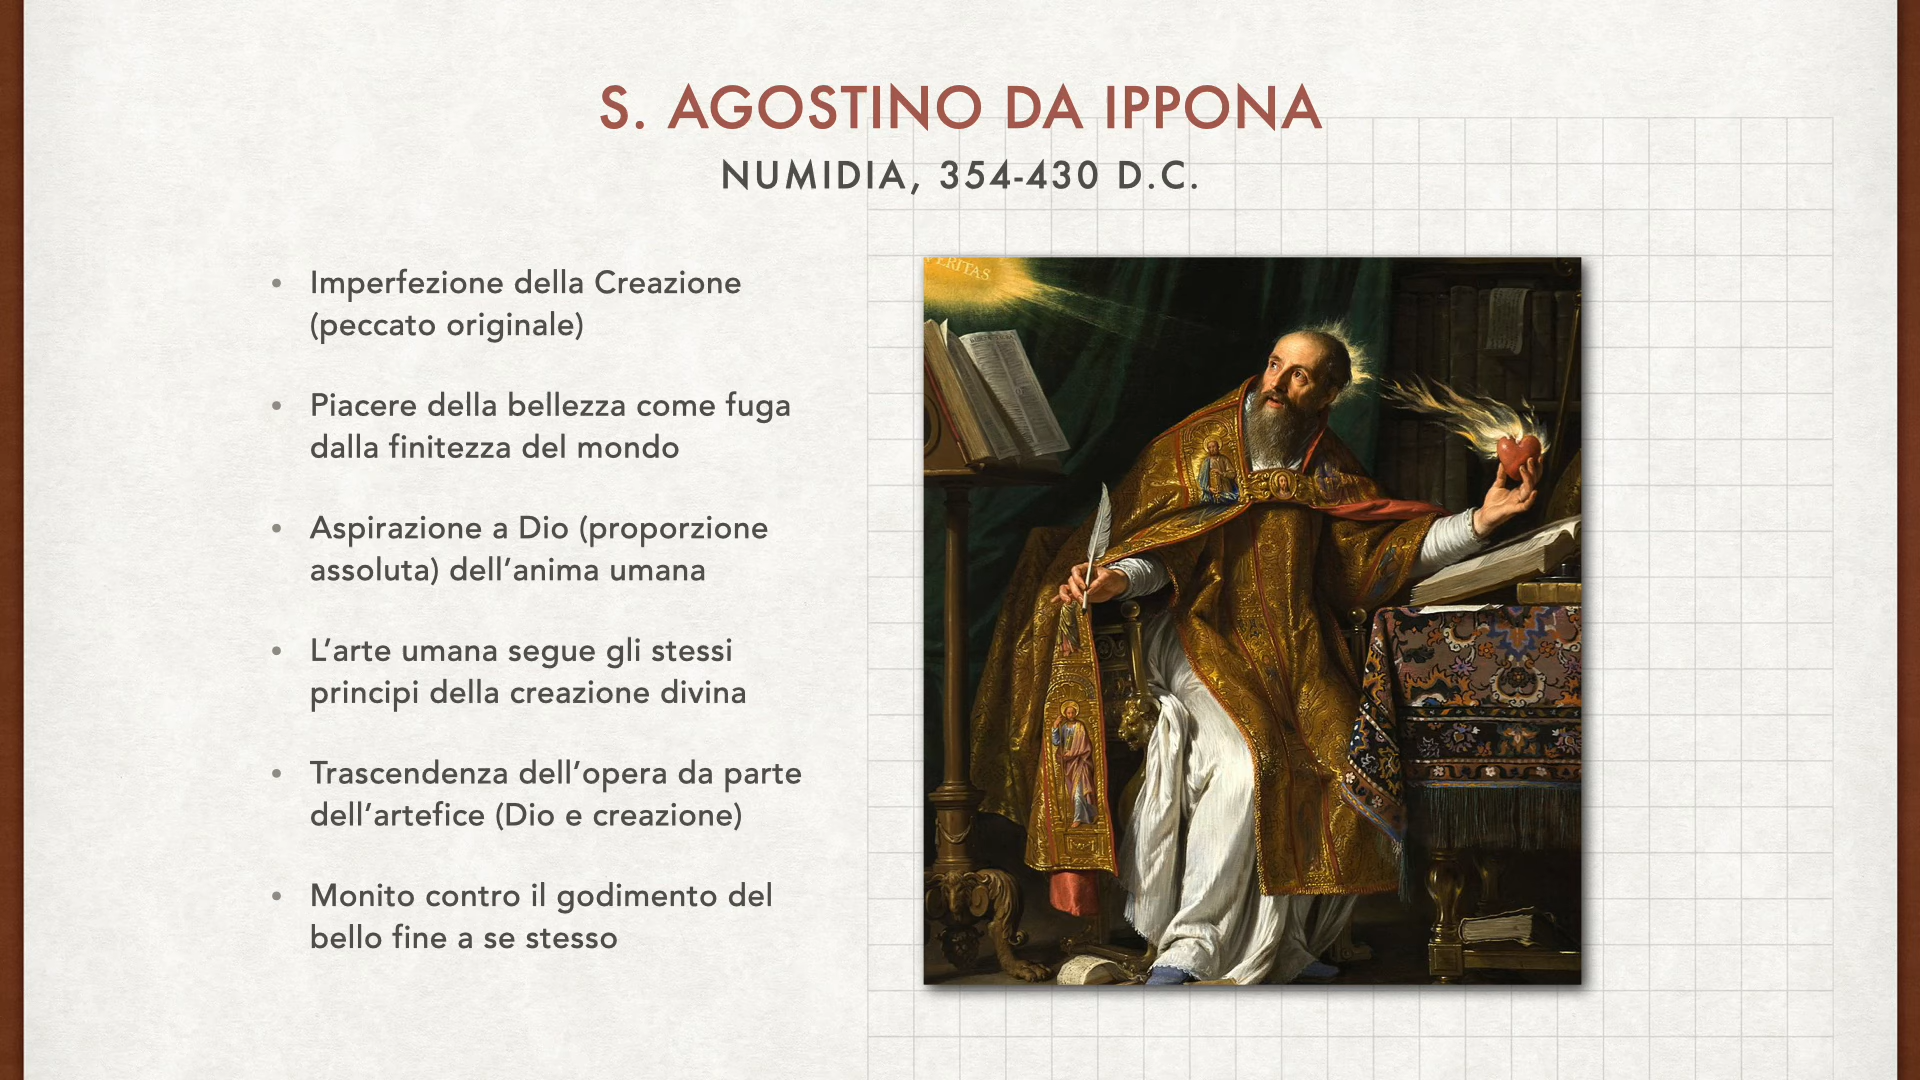 S. AGOSTINO DA IPPONA
NUMIDIA, 354-430 D.C.
• Imperfezione della Creazione
(peccato originale)
• Piacere della bellezza come fuga
dalla finitezza del mondo
• Aspirazione a Dio (proporzione
assoluta) dell’anima umana
• L’arte umana segue gli stessi
principi della creazione divina
• Trascendenza dell’opera da parte
dell’artefice (Dio e creazione)
• Monito contro il godimento del
bello fine a se stesso
VERITAS